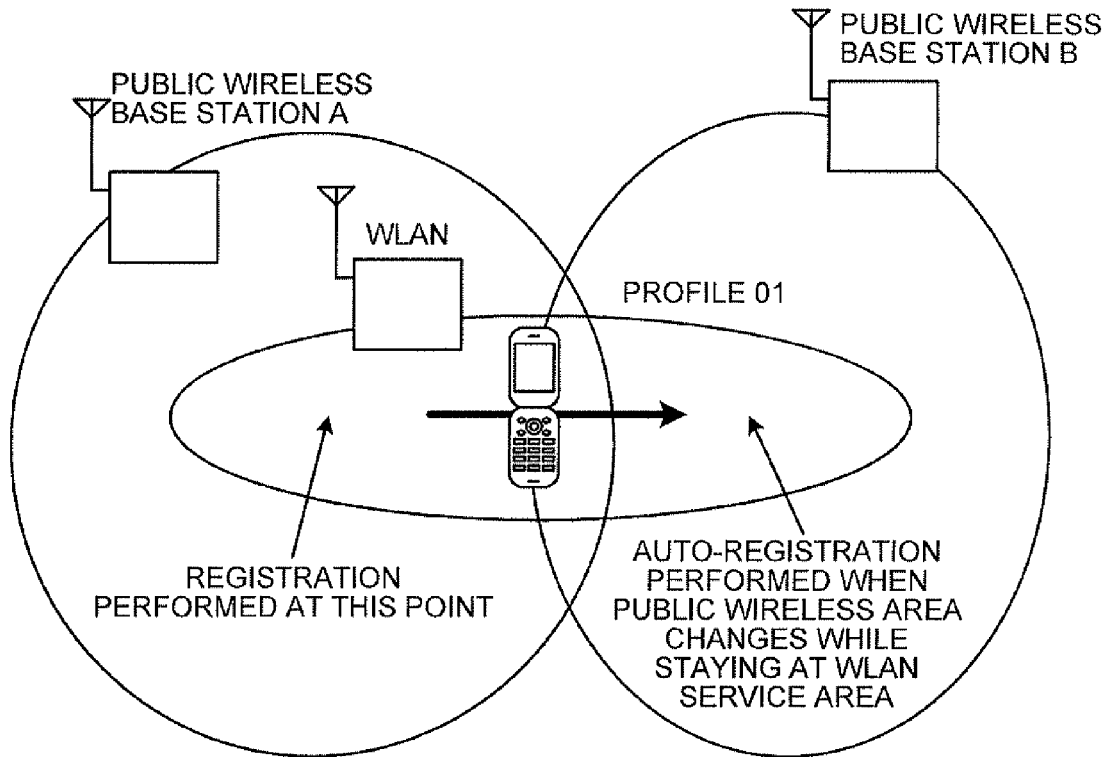 PUBLIC WIRELESS
BASE STATION B
PUBLIC WIRELESS
BASE STATION A
WLAN
PROFILE 01
REGISTRATION
PERFORMED AT THIS POINT
AUTO-REGISTRATION
PERFORMED WHEN
PUBLIC WIRELESS AREA
CHANGES WHILE
STAYING AT WLAN
SERVICE AREA